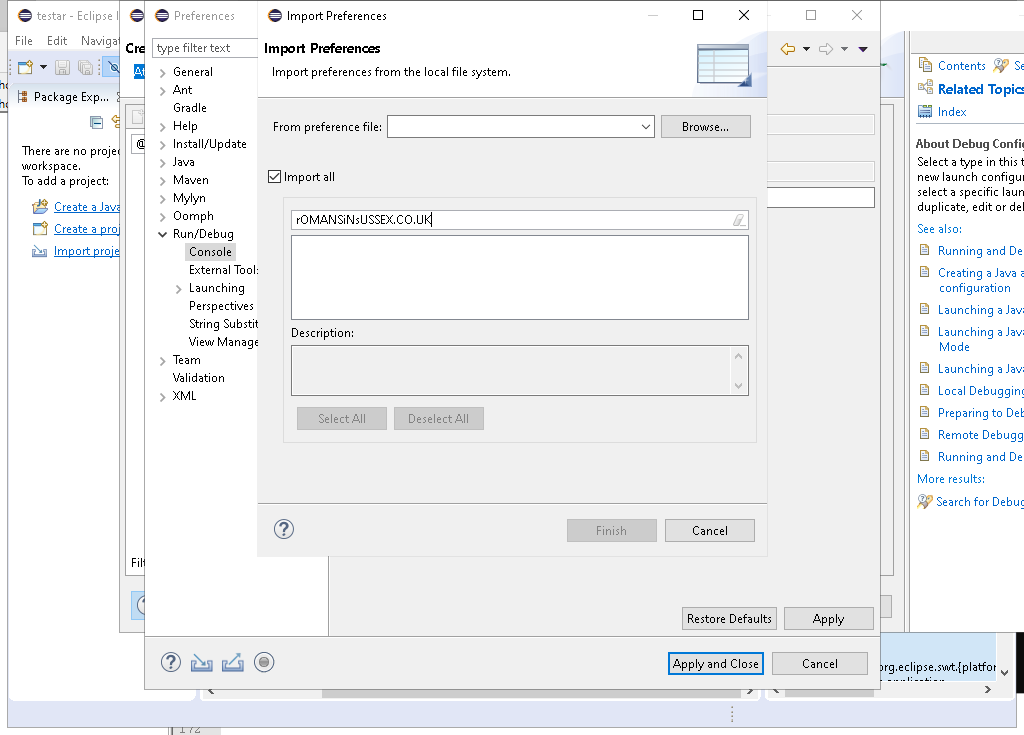 testar - Eclipse I
File Edit Navigat
Package Exp...
There are no projec
workspace.
To add a project:
Create a Java
Create a proj
Import proje
Cre
At
@
Filt
Preferences
type filter text
General
Ant
Gradle
Help
Install/Update
Java
Maven
Mylyn
Oomph
Run/Debug
Console
External Tools
Launching
Perspectives
String Substit
View Manage
Team
Validation
XML
Import Preferences
Import Preferences
Import preferences from the local file system.
From preference file:
Browse...
Import all
rOMANSiNsUSSEX.CO.UK
Description:
Select All Deselect All
Finish Cancel
Restore Defaults Apply
Apply and Close Cancel
Contents Se
Related Topics
Index
About Debug Config
Select a type in this t
new launch configur
select a specific laun
duplicate, edit or del
See also:
Running and De
Creating a Java a
configuration
Launching a Java
Launching a Java
Mode
Launching a Java
Local Debugging
Preparing to Deb
Remote Debugg
Running and De
More results:
Search for Debug
org.eclipse.swt.{platfor
application
172